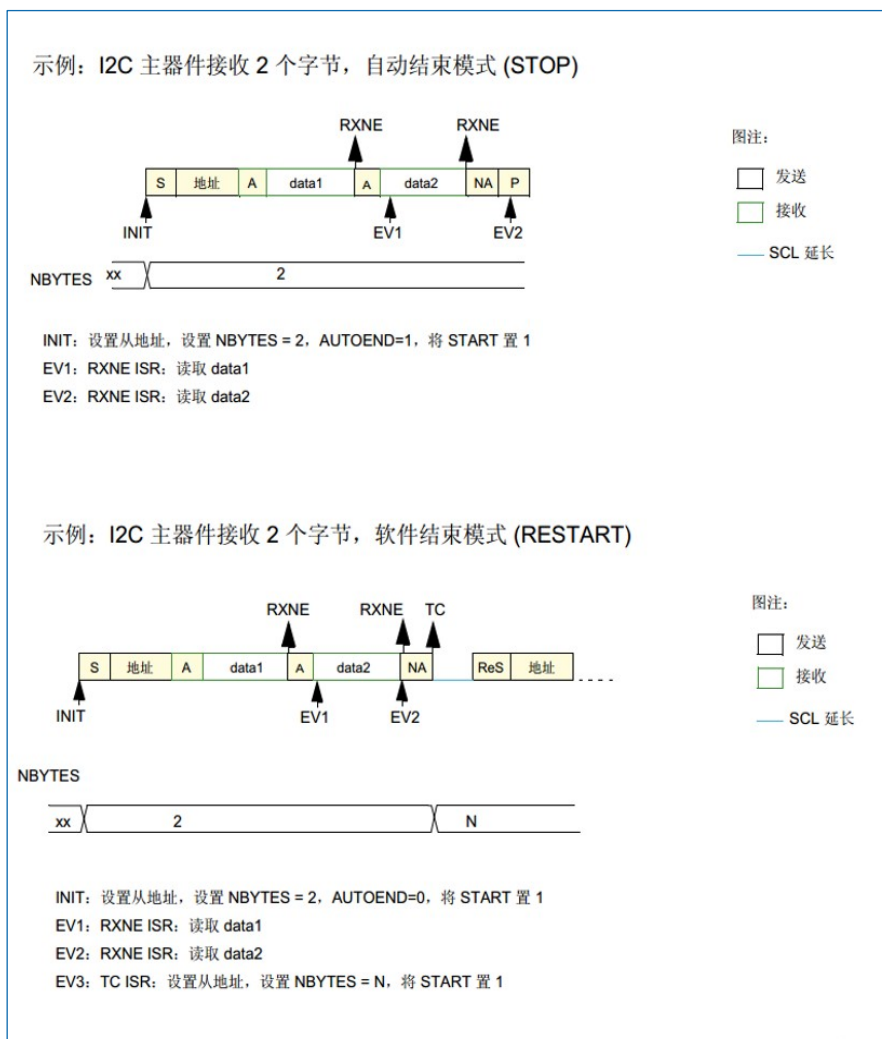 示例：I2C 主器件接收 2 个字节，自动结束模式 (STOP)
RXNE RXNE
图注：
S 地址 A data1 A data2 NA P
发送
接收
INIT EV1 EV2
SCL 延长
NBYTES xx 2
INIT：设置从地址，设置 NBYTES = 2，AUTOEND=1，将 START 置 1
EV1：RXNE ISR：读取 data1
EV2：RXNE ISR：读取 data2
示例：I2C 主器件接收 2 个字节，软件结束模式 (RESTART)
RXNE RXNE TC
图注：
发送
S 地址 A data1 A data2 NA ReS 地址
接收
INIT EV1 EV2
SCL 延长
NBYTES
xx 2 N
INIT：设置从地址，设置 NBYTES = 2，AUTOEND=0，将 START 置 1
EV1：RXNE ISR：读取 data1
EV2：RXNE ISR：读取 data2
EV3：TC ISR：设置从地址，设置 NBYTES = N，将 START 置 1